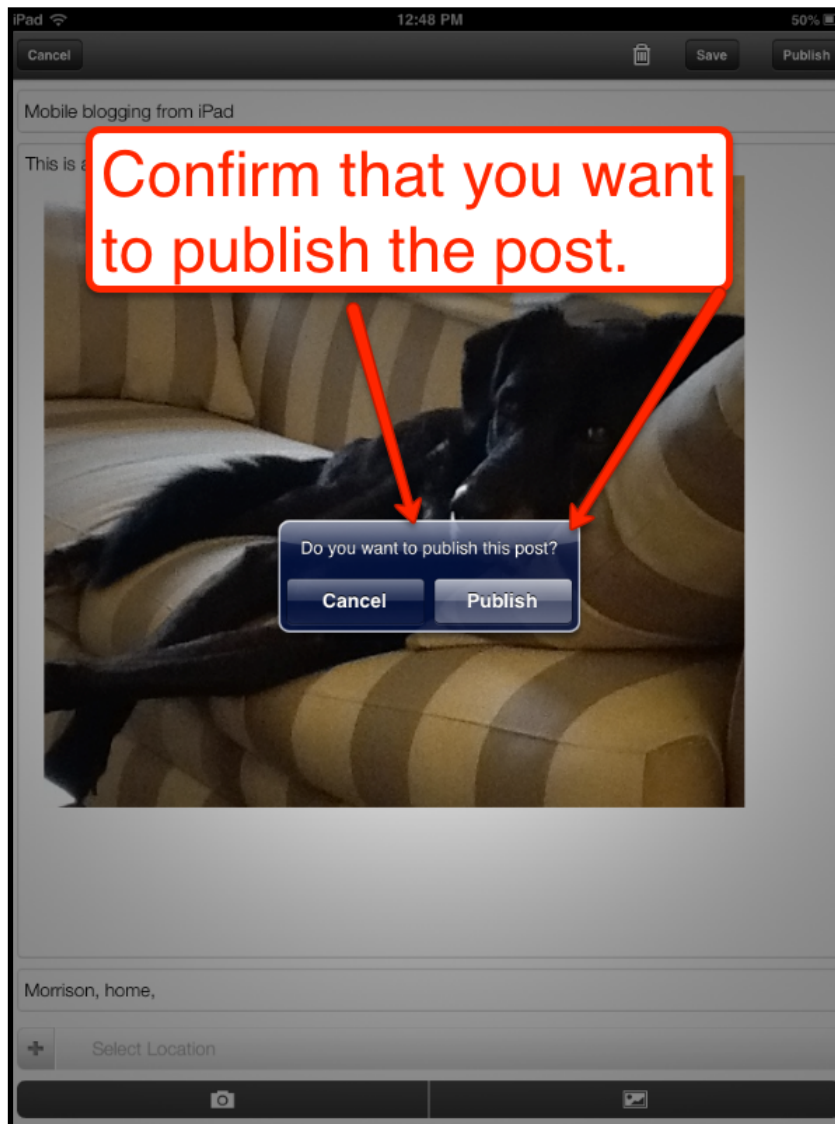 iPad 12:48 PM 50%
Cancel Save Publish
Mobile blogging from iPad
This is a
Confirm that you want
to publish the post.
Do you want to publish this post?
Cancel Publish
Morrison, home,
Select Location